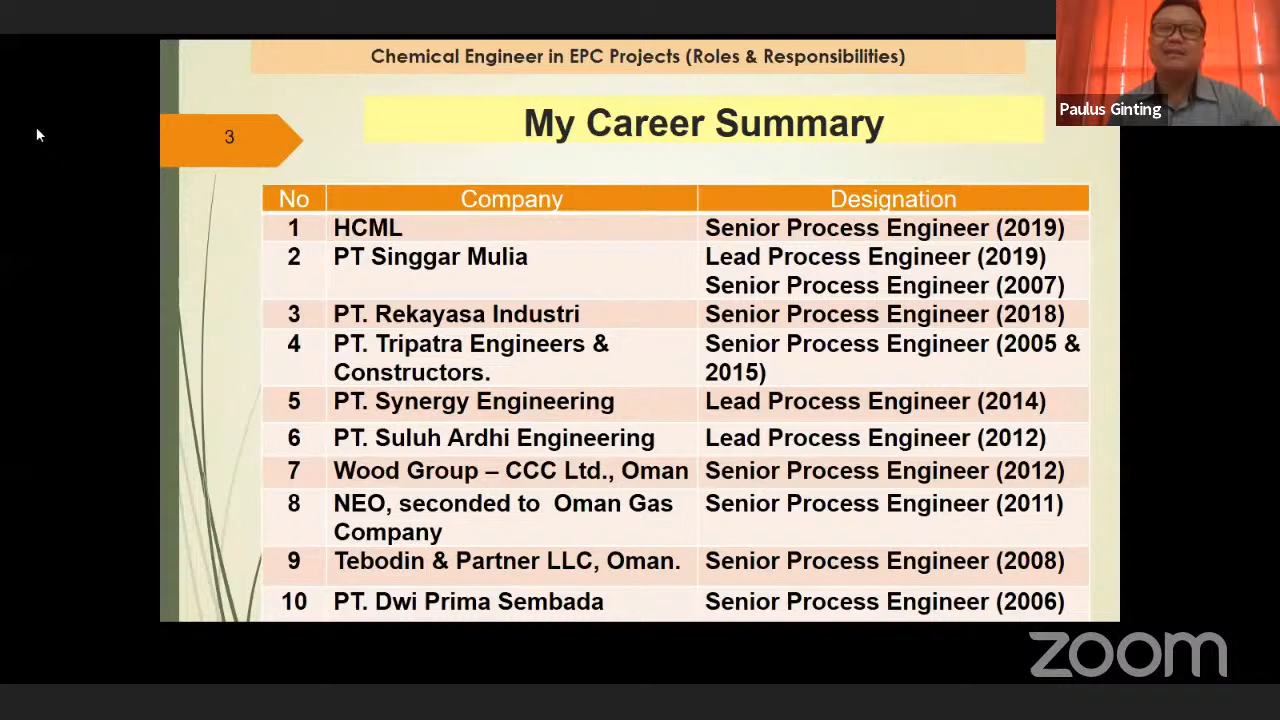 Chemical Engineer in EPC Projects (Roles & Responsibilities)
Paulus Ginting
My Career Summary
3
No Company Designation
1 HCML Senior Process Engineer (2019)
2 PT Singgar Mulia Lead Process Engineer (2019)
Senior Process Engineer (2007)
3 PT. Rekayasa Industri Senior Process Engineer (2018)
4 PT. Tripatra Engineers & Senior Process Engineer (2005 &
Constructors. 2015)
5 PT. Synergy Engineering Lead Process Engineer (2014)
6 PT. Suluh Ardhi Engineering Lead Process Engineer (2012)
7 Wood Group – CCC Ltd., Oman Senior Process Engineer (2012)
8 NEO, seconded to Oman Gas Senior Process Engineer (2011)
Company
9 Tebodin & Partner LLC, Oman. Senior Process Engineer (2008)
10 PT. Dwi Prima Sembada Senior Process Engineer (2006)
zoom